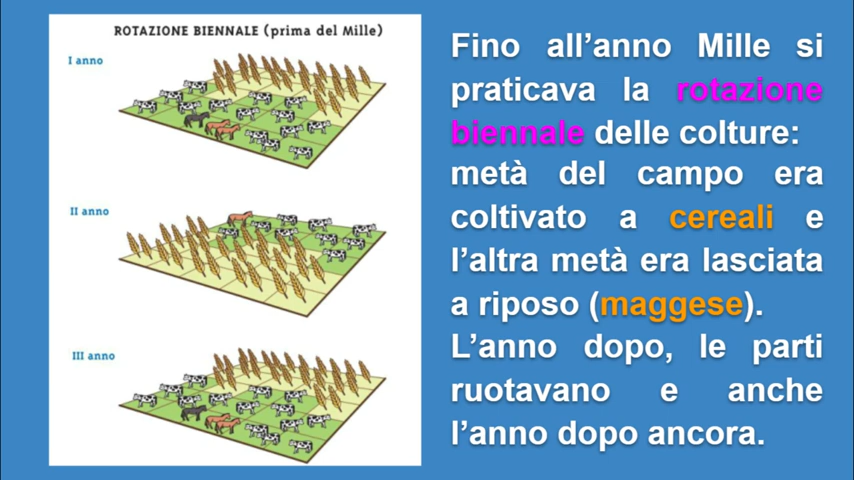 ROTAZIONE BIENNALE (prima del Mille)
I anno
II anno
III anno
Fino all’anno Mille si
praticava la rotazione
biennale delle colture:
metà del campo era
coltivato a cereali e
l’altra metà era lasciata
a riposo (maggese).
L’anno dopo, le parti
ruotavano e anche
l’anno dopo ancora.